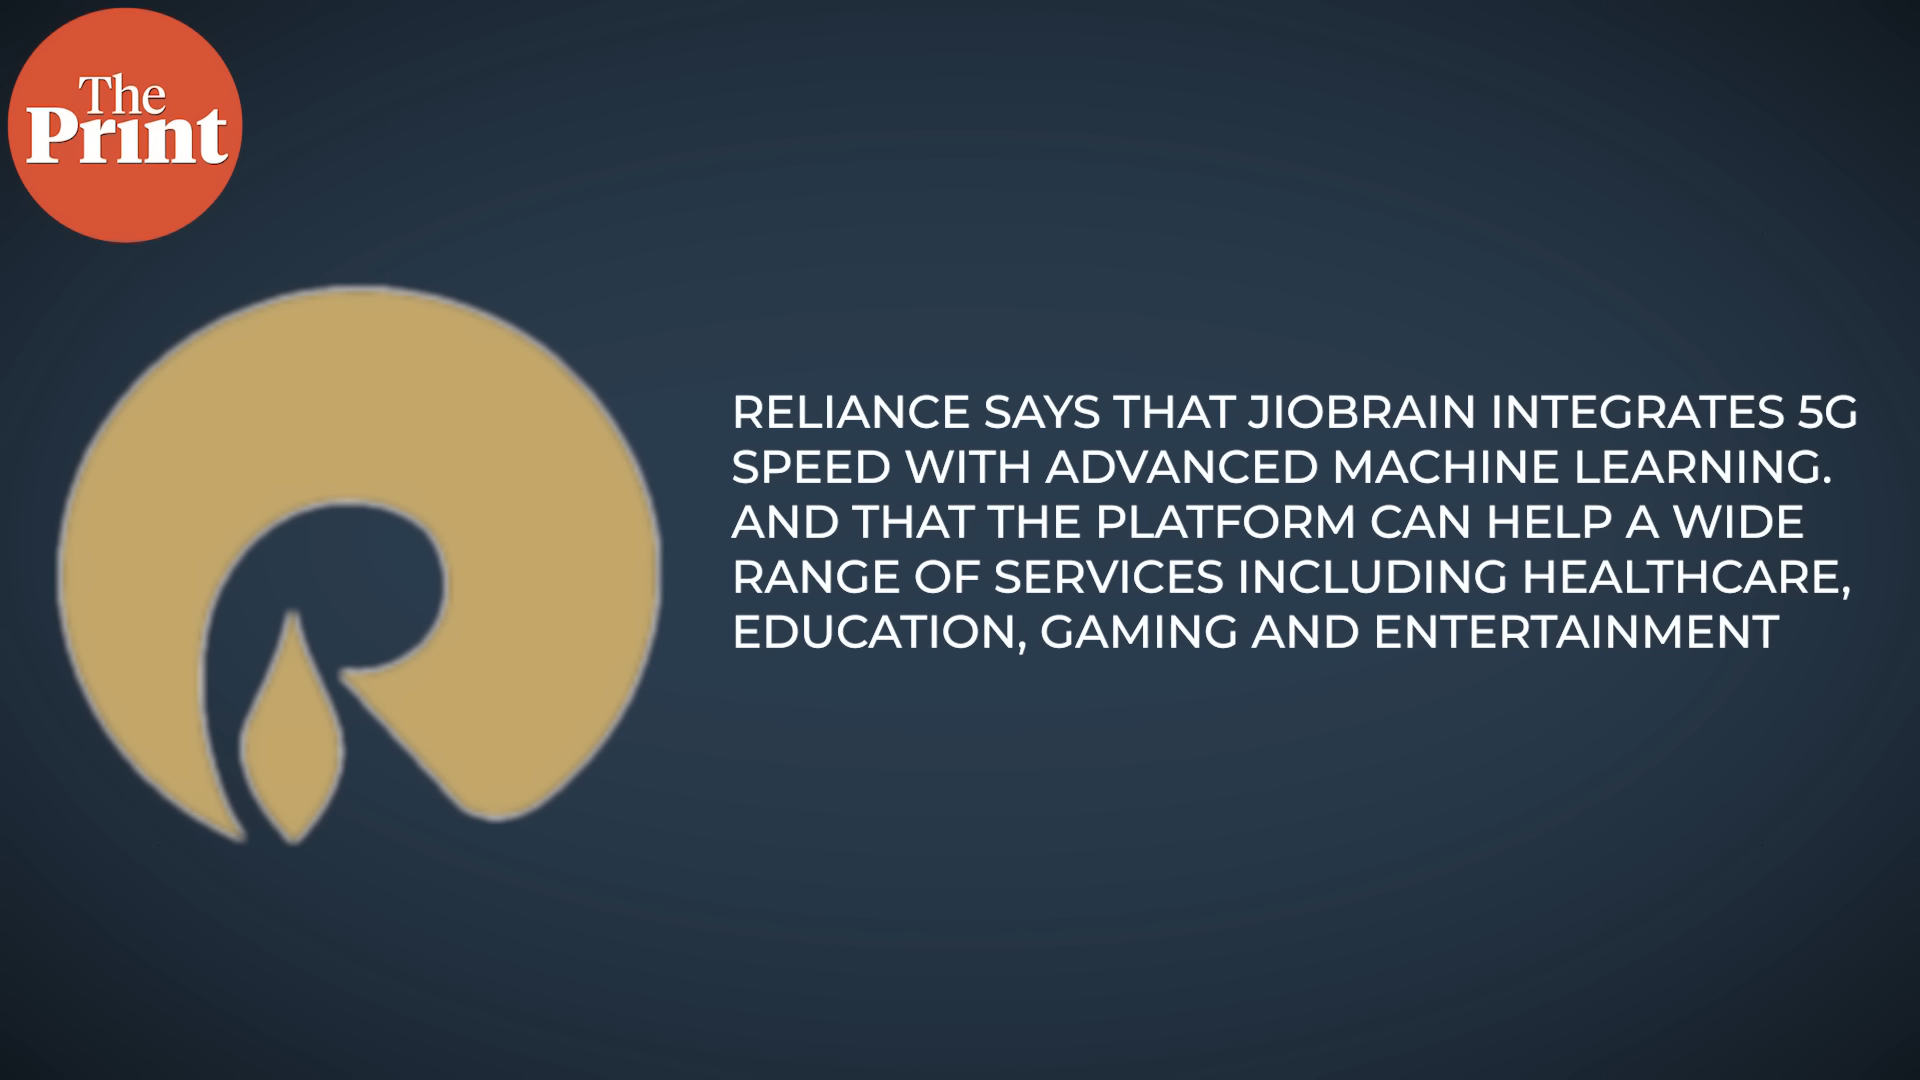 The
Print
RELIANCE SAYS THAT JIOBRAIN INTEGRATES 5G
SPEED WITH ADVANCED MACHINE LEARNING.
AND THAT THE PLATFORM CAN HELP A WIDE
RANGE OF SERVICES INCLUDING HEALTHCARE,
EDUCATION, GAMING AND ENTERTAINMENT